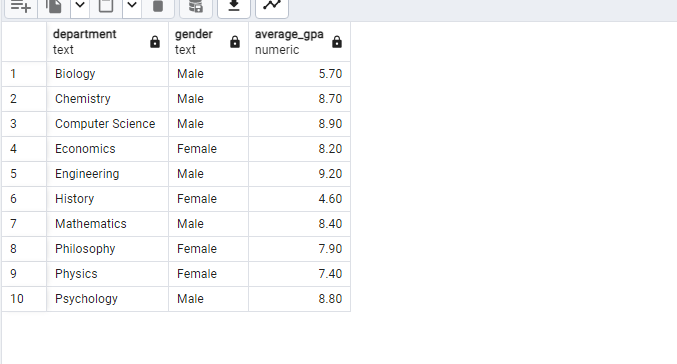 department gender average_gpa
text text numeric
1 Biology Male 5.70
2 Chemistry Male 8.70
3 Computer Science Male 8.90
4 Economics Female 8.20
5 Engineering Male 9.20
6 History Female 4.60
7 Mathematics Male 8.40
8 Philosophy Female 7.90
9 Physics Female 7.40
10 Psychology Male 8.80